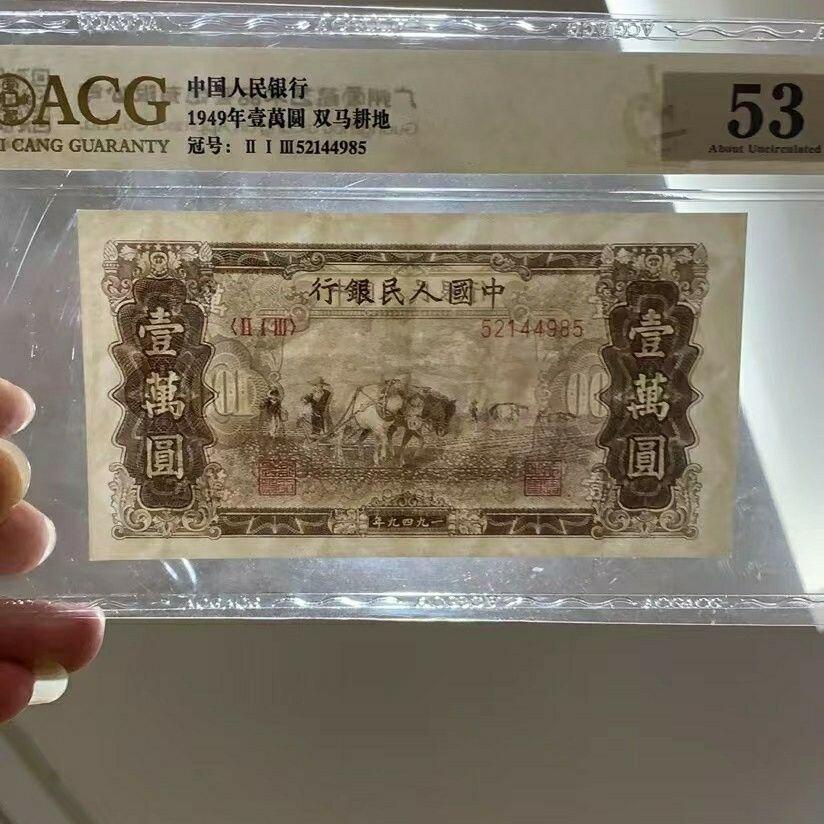 ACG
I CANG GUARANTY
中国人民银行
1949年壹萬圓 双马耕地
冠号: Ⅱ Ⅰ Ⅲ52144985
53
About Uncirculated
行銀民人國中
〈Ⅱ Ⅰ Ⅲ〉
52144985
壹萬圓
壹萬圓
年九四九一